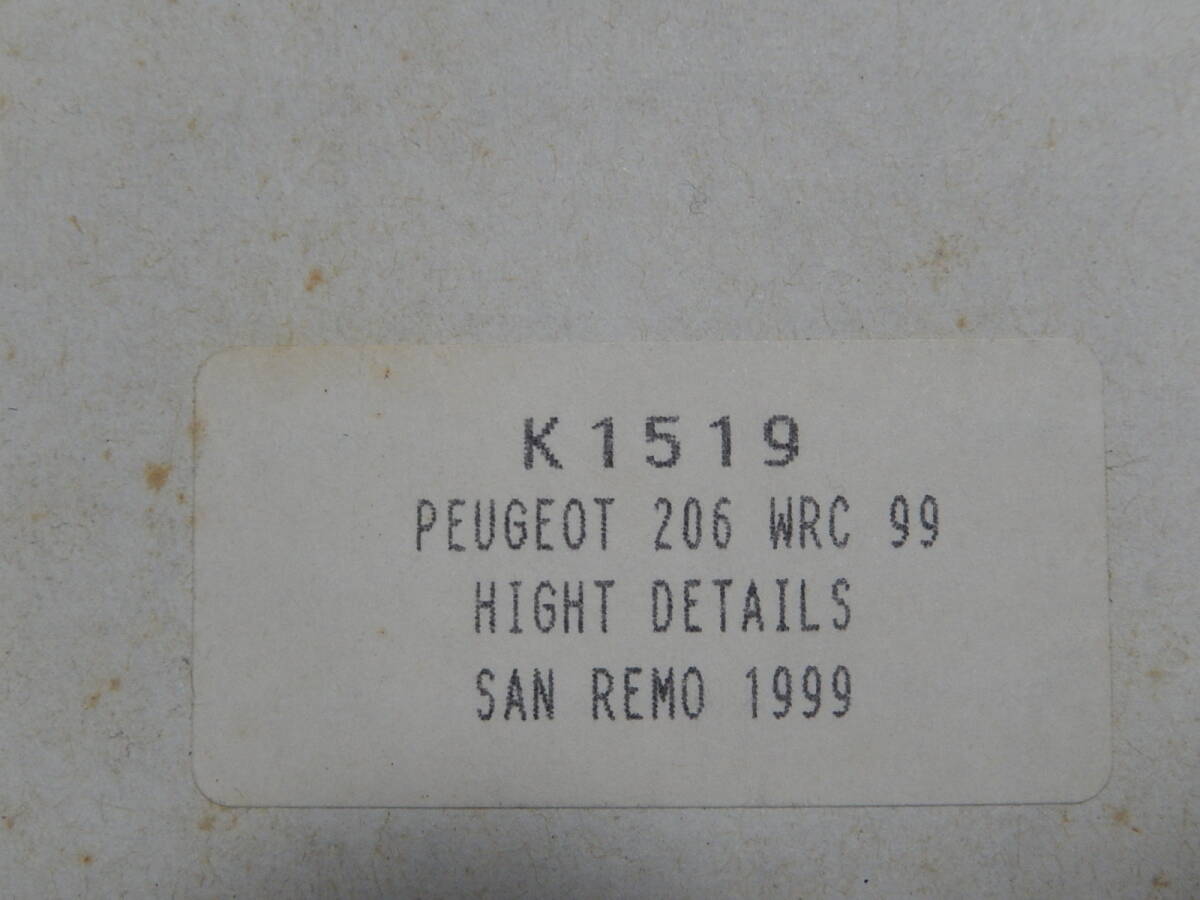 K1519
PEUGEOT 206 WRC 99
HIGHT DETAILS
SAN REMO 1999